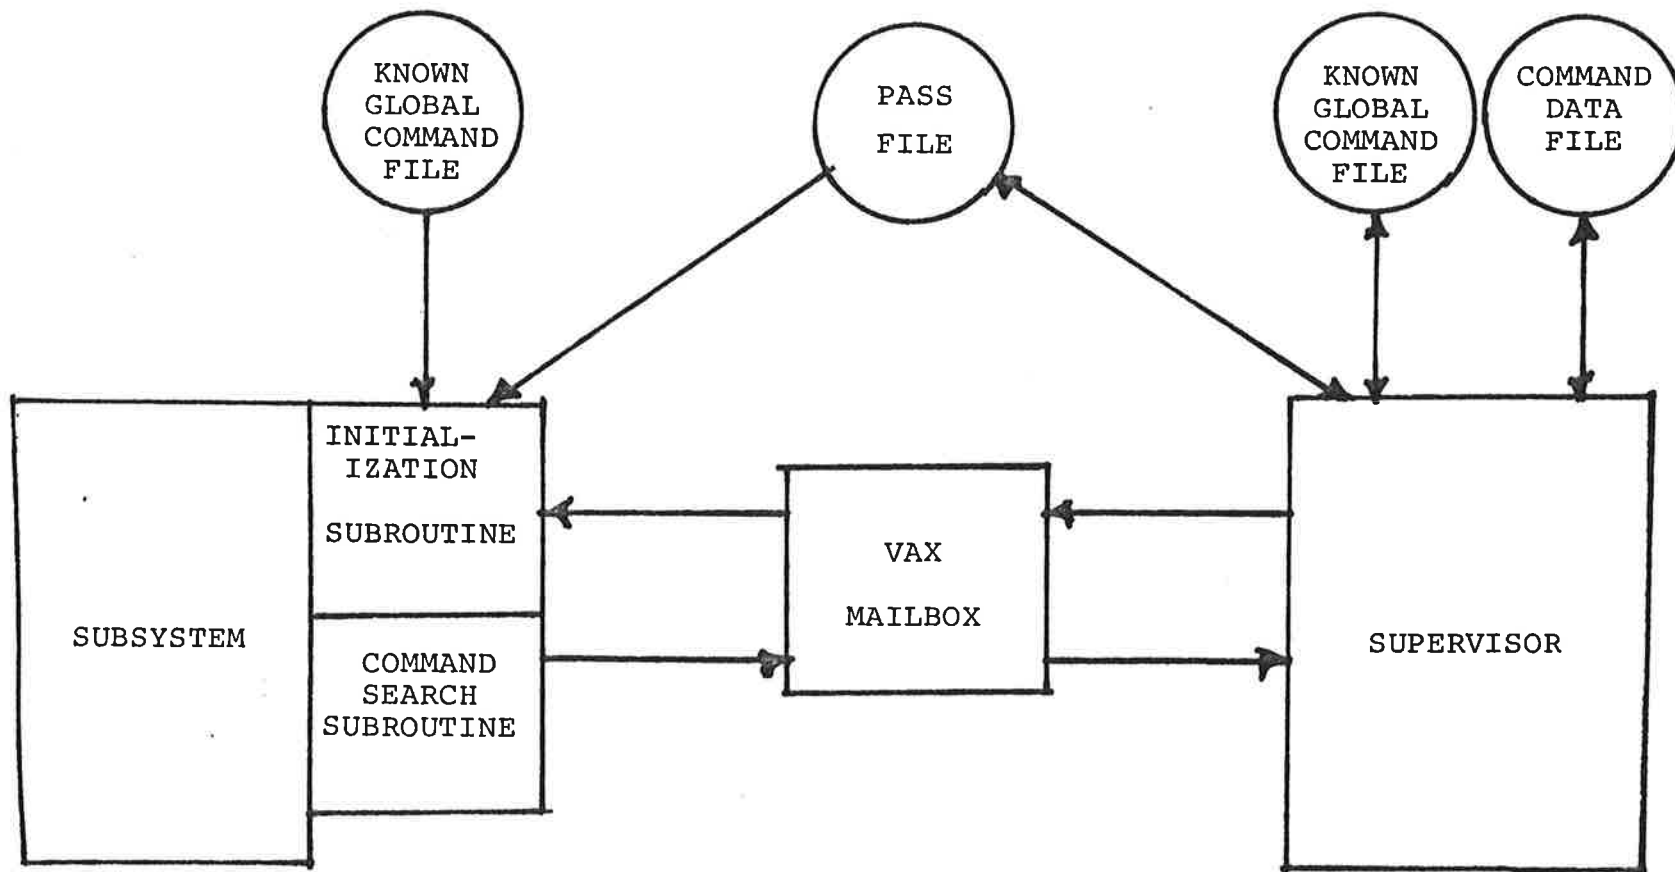 KNOWN
GLOBAL
COMMAND
FILE
PASS
FILE
KNOWN
GLOBAL
COMMAND
FILE
COMMAND
DATA
FILE
SUBSYSTEM
INITIAL-
IZATION
SUBROUTINE
COMMAND
SEARCH
SUBROUTINE
VAX
MAILBOX
SUPERVISOR